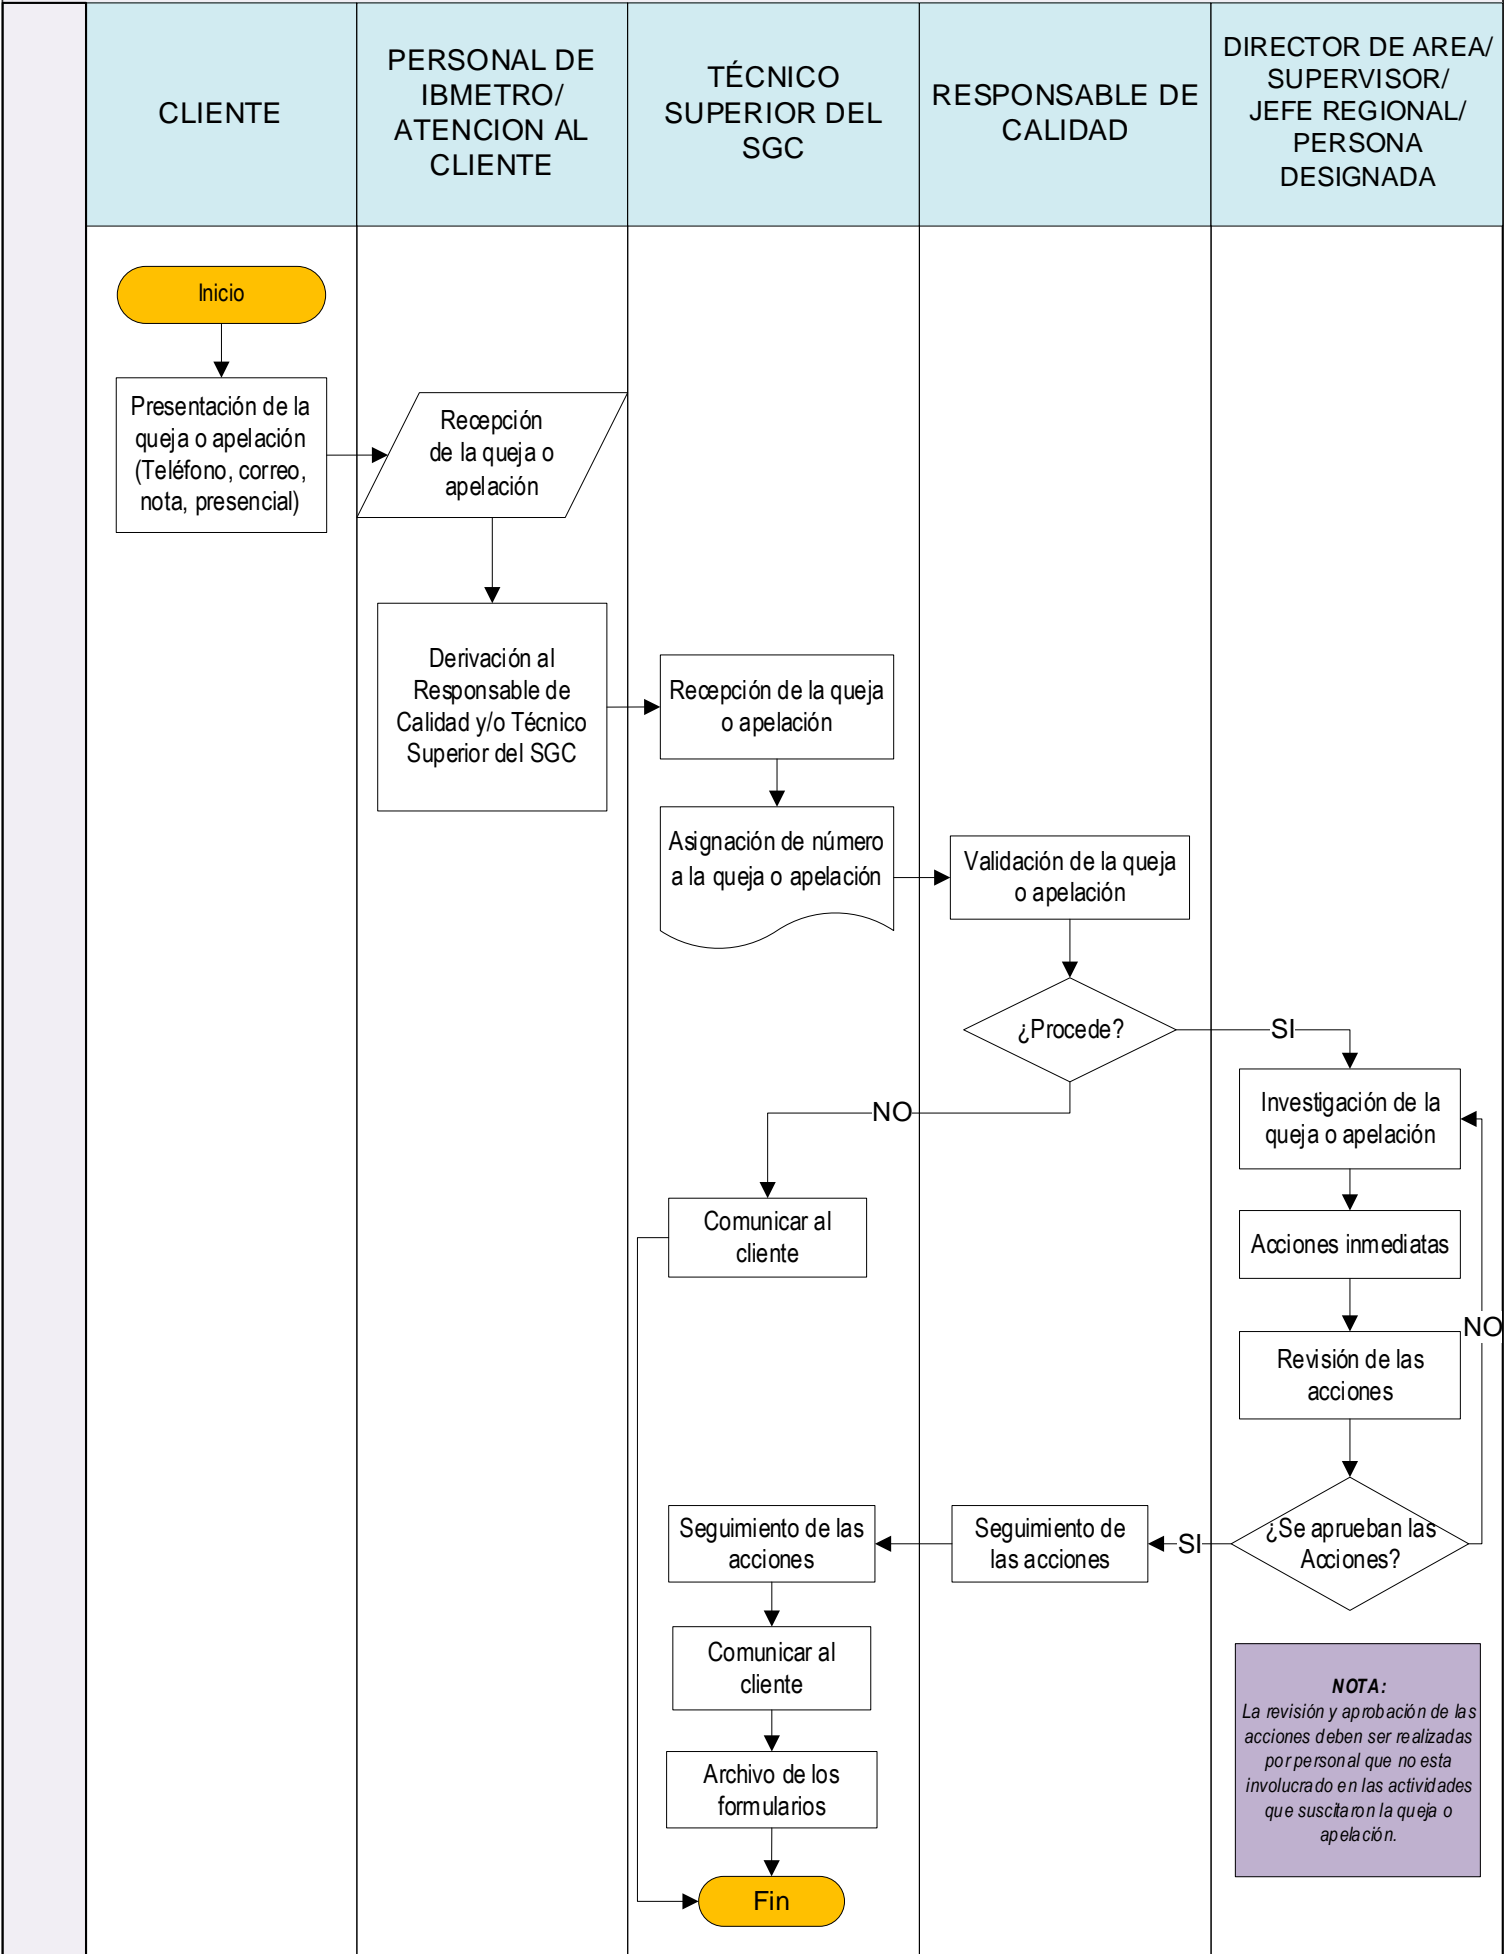 CLIENTE
PERSONAL DE
IBMETRO/
ATENCION AL
CLIENTE
TÉCNICO
SUPERIOR DEL
SGC
RESPONSABLE DE
CALIDAD
DIRECTOR DE AREA/
SUPERVISOR/
JEFE REGIONAL/
PERSONA
DESIGNADA
Inicio
Presentación de la
queja o apelación
(Teléfono, correo,
nota, presencial)
Recepción
de la queja o
apelación
Derivación al
Responsable de
Calidad y/o Técnico
Superior del SGC
Recepción de la queja
o apelación
Asignación de número
a la queja o apelación
Validación de la queja
o apelación
¿Procede?
SI
NO
Investigación de la
queja o apelación
Comunicar al
cliente
Acciones inmediatas
NO
Revisión de las
acciones
¿Se aprueban las
Acciones?
SI
Seguimiento de
las acciones
Seguimiento de las
acciones
Comunicar al
cliente
Archivo de los
formularios
Fin
NOTA:
La revisión y aprobación de las
acciones deben ser realizadas
por personal que no esta
involucrado en las actividades
que suscitaron la queja o
apelación.